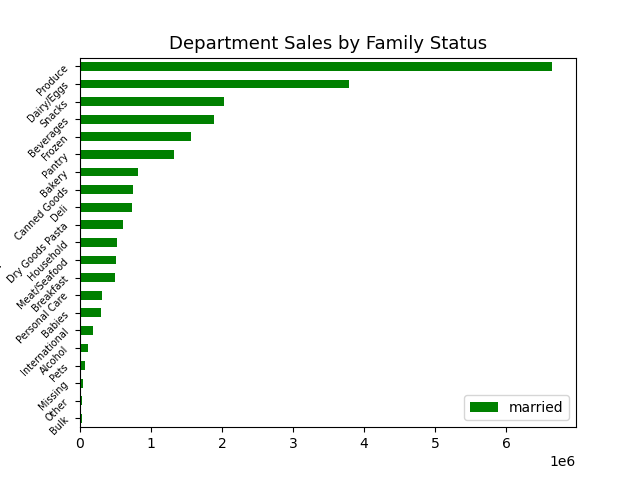 Department Sales by Family Status
Produce
Dairy/Eggs
Snacks
Beverages
Frozen
Pantry
Bakery
Canned Goods
Deli
Dry Goods Pasta
Household
Meat/Seafood
Breakfast
Personal Care
Babies
International
Alcohol
Pets
Missing
Other
Bulk
married
0 1 2 3 4 5 6
1e6